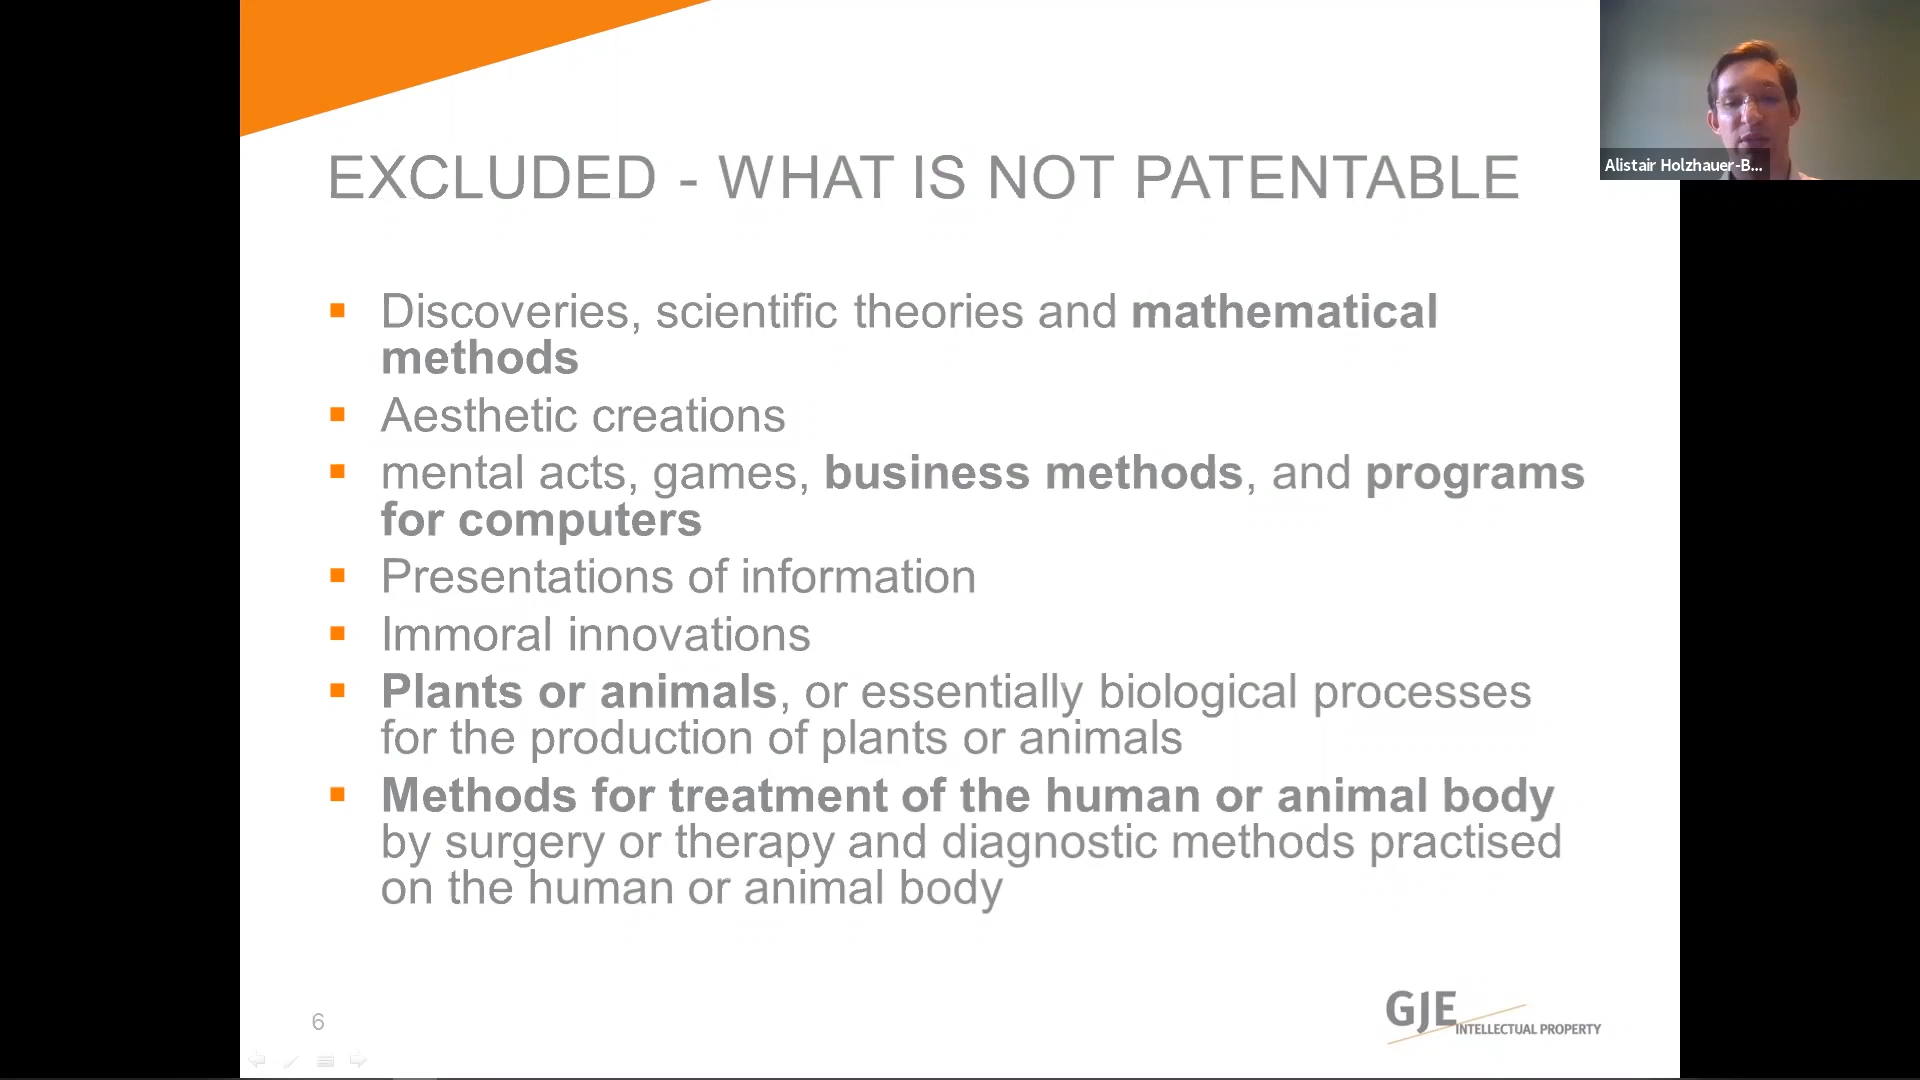 EXCLUDED - WHAT IS NOT PATENTABLE
Alistair Holzhauer-B...
Discoveries, scientific theories and mathematical
methods
Aesthetic creations
mental acts, games, business methods, and programs
for computers
Presentations of information
Immoral innovations
Plants or animals, or essentially biological processes
for the production of plants or animals
Methods for treatment of the human or animal body
by surgery or therapy and diagnostic methods practised
on the human or animal body
6
GJE
INTELLECTUAL PROPERTY